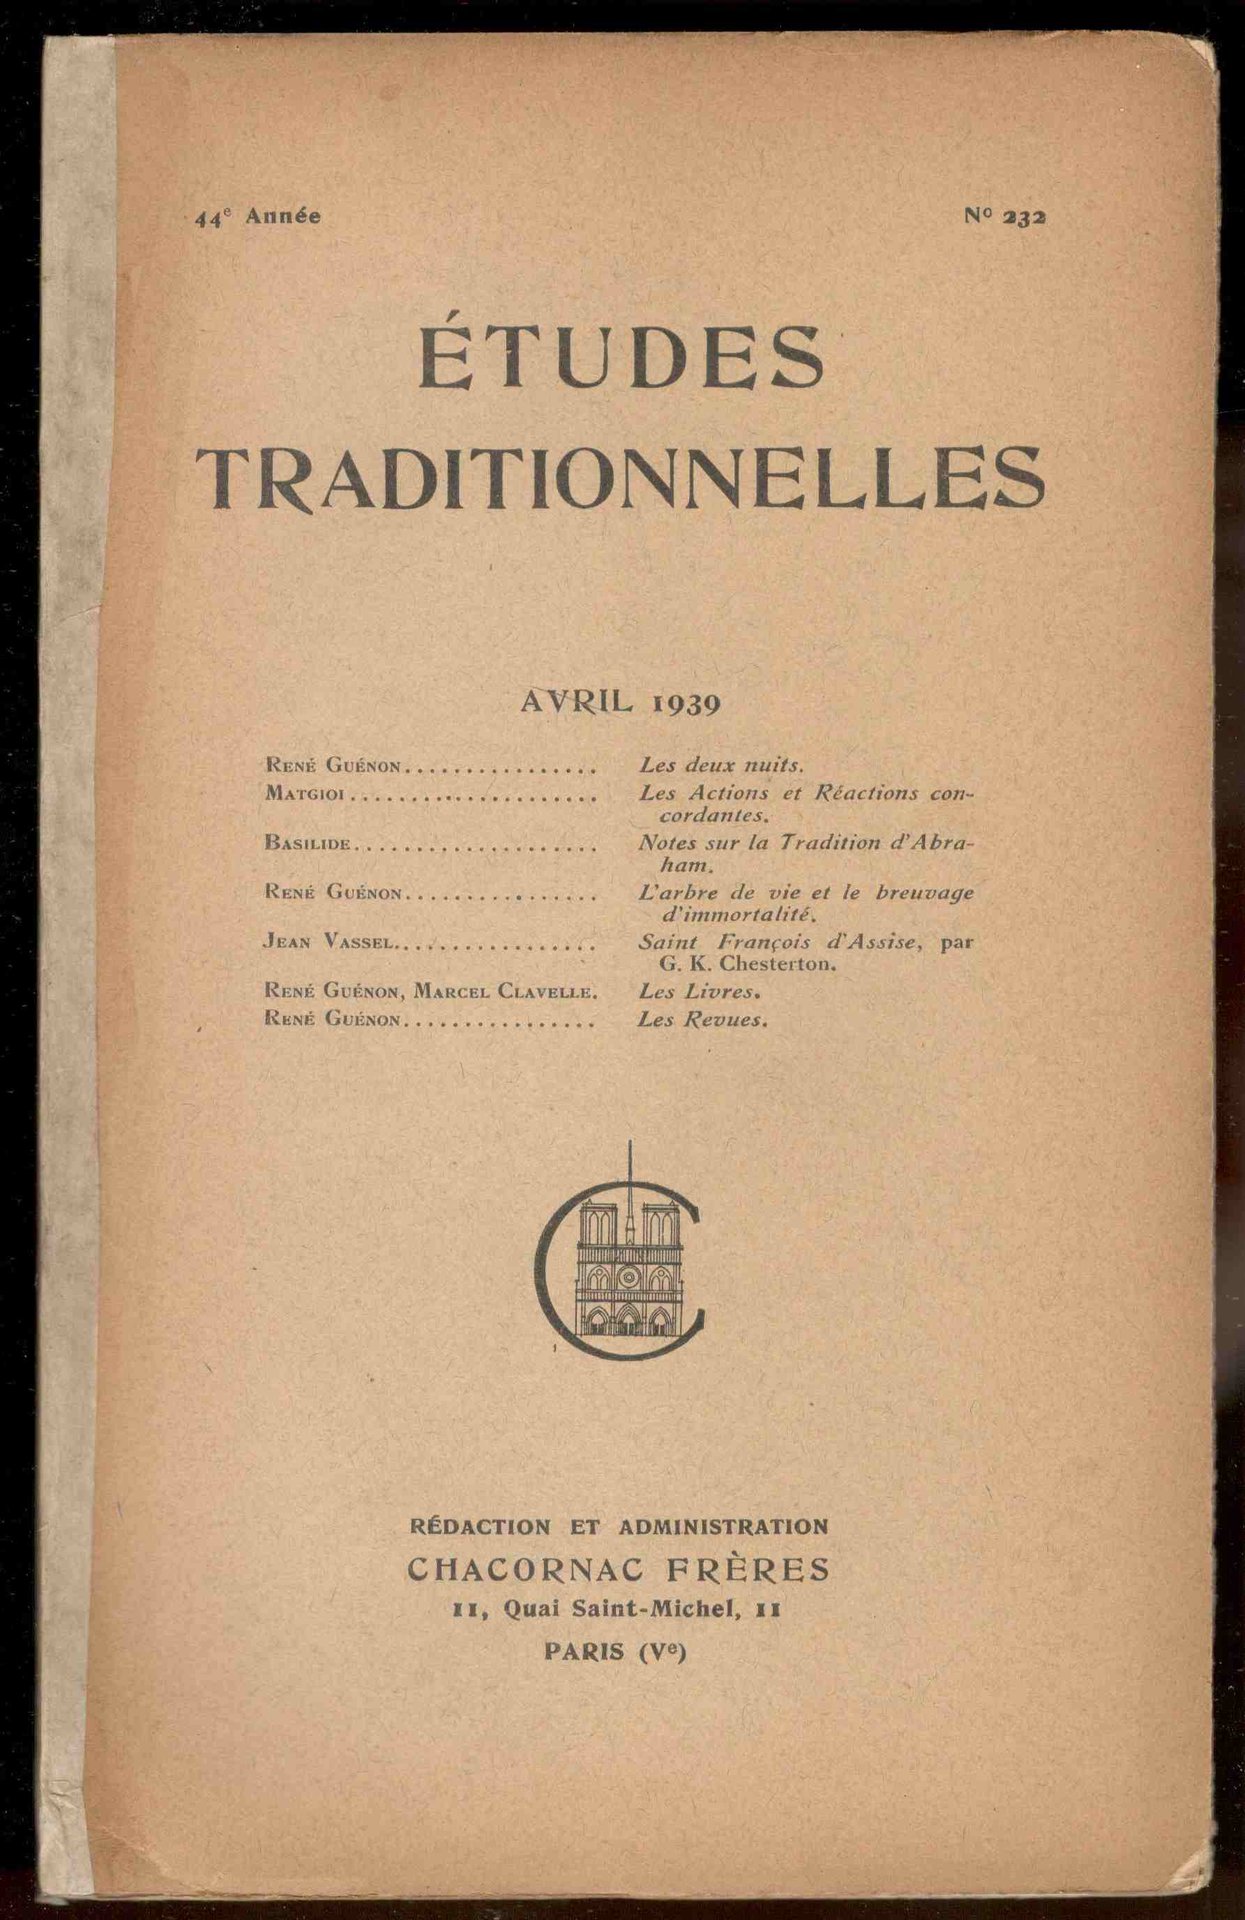 44e Année
No 232
ÉTUDES
TRADITIONNELLES
AVRIL 1939
RENÉ GUÉNON................ Les deux nuits.
MATGIOI..................... Les Actions et Réactions con-
cordantes.
BASILIDE.................... Notes sur la Tradition d'Abra-
ham.
RENÉ GUÉNON................ L'arbre de vie et le breuvage
d'immortalité.
JEAN VASSEL................. Saint François d'Assise, par
G. K. Chesterton.
RENÉ GUÉNON, MARCEL CLAVELLE. Les Livres.
RENÉ GUÉNON................ Les Revues.
C
RÉDACTION ET ADMINISTRATION
CHACORNAC FRÈRES
11, Quai Saint-Michel, 11
PARIS (Ve)